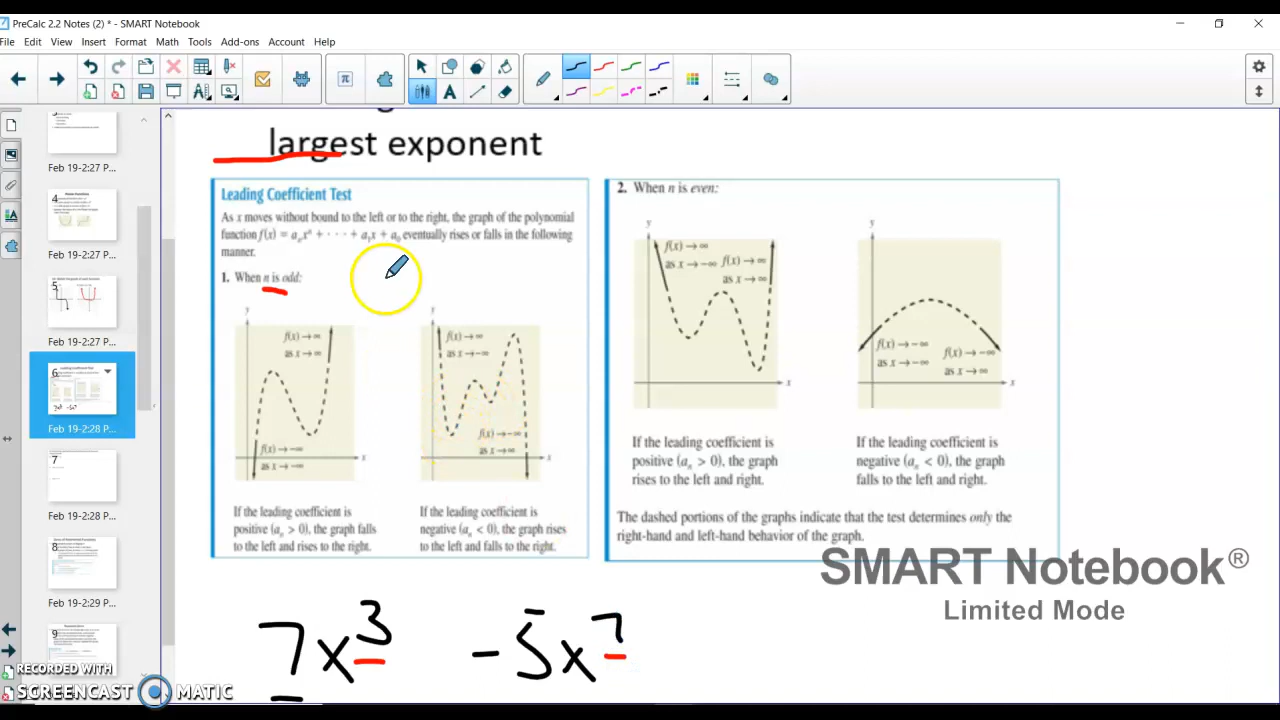 PreCalc 2.2 Notes (2) * - SMART Notebook
File Edit View Insert Format Math Tools Add-ons Account Help
largest exponent
Leading Coefficient Test
As x moves without bound to the left or to the right, the graph of the polynomial
function f(x) = aₙxⁿ + · · · + a₁x + a₀ eventually rises or falls in the following
manner.
1. When n is odd:
y
f(x) → ∞
as x → ∞
f(x) → −∞
as x → −∞
x
If the leading coefficient is
positive (aₙ > 0), the graph falls
to the left and rises to the right.
y
f(x) → ∞
as x → −∞
f(x) → −∞
as x → ∞
x
If the leading coefficient is
negative (aₙ < 0), the graph rises
to the left and falls to the right.
2. When n is even:
y
f(x) → ∞
as x → −∞
f(x) → ∞
as x → ∞
x
If the leading coefficient is
positive (aₙ > 0), the graph
rises to the left and right.
y
f(x) → −∞
as x → −∞
f(x) → −∞
as x → ∞
x
If the leading coefficient is
negative (aₙ < 0), the graph
falls to the left and right.
The dashed portions of the graphs indicate that the test determines only the
right-hand and left-hand behavior of the graph.
7x³ -5x⁷
SMART Notebook®
Limited Mode
Feb 19-2:27 P...
4
Feb 19-2:27 P...
5
Feb 19-2:27 P...
6
Feb 19-2:28 P...
7
Feb 19-2:28 P...
8
Feb 19-2:29 P...
9
RECORDED WITH
SCREENCAST MATIC